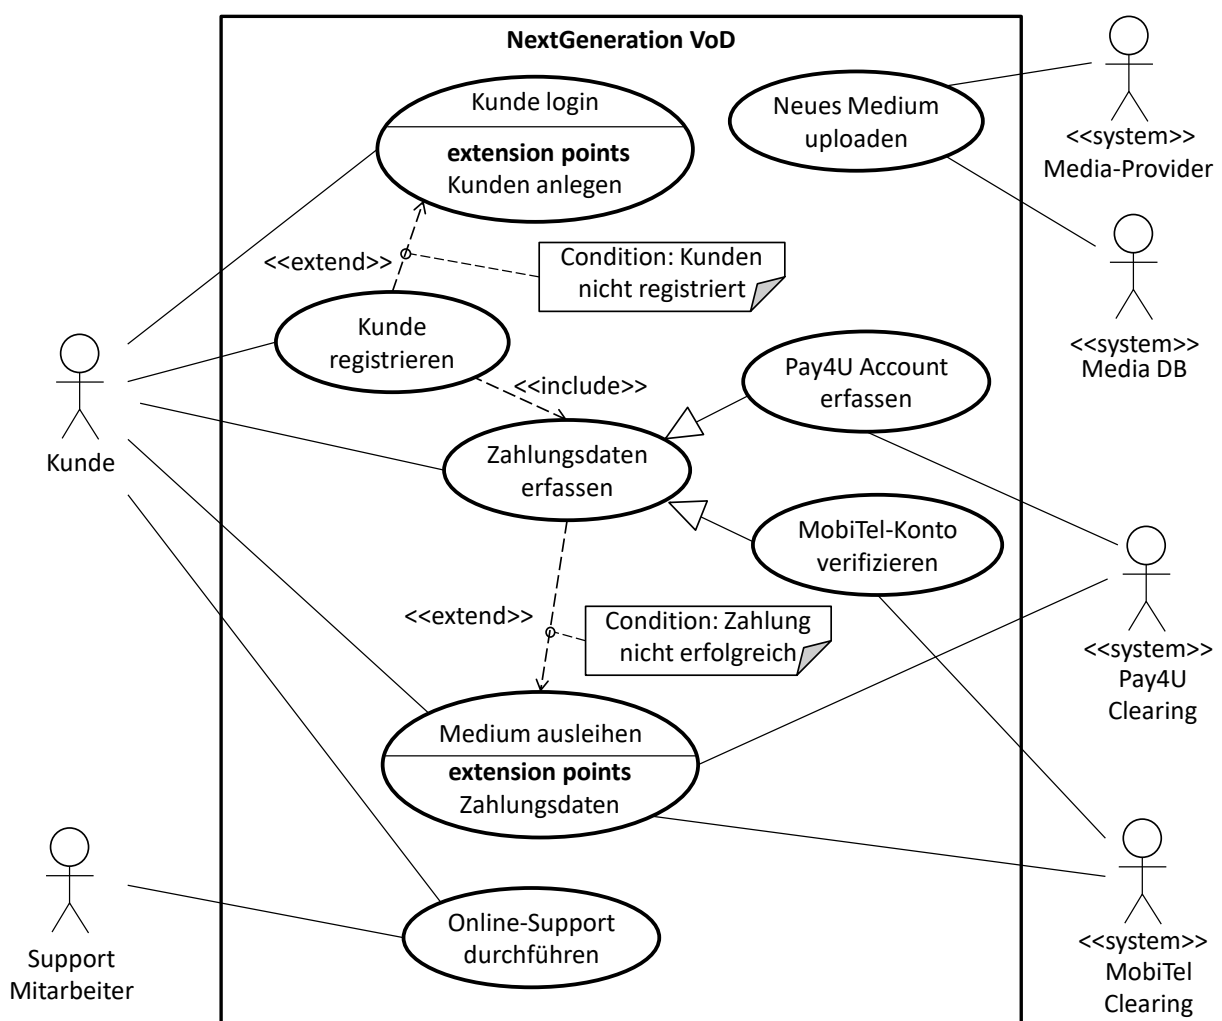 NextGeneration VoD
Kunde login
extension points
Kunden anlegen
Neues Medium
uploaden
<<system>>
Media-Provider
<<extend>>
Condition: Kunden
nicht registriert
Kunde
registrieren
<<include>>
Pay4U Account
erfassen
<<system>>
Media DB
Kunde
Zahlungsdaten
erfassen
MobiTel-Konto
verifizieren
<<extend>>
Condition: Zahlung
nicht erfolgreich
<<system>>
Pay4U
Clearing
Medium ausleihen
extension points
Zahlungsdaten
Online-Support
durchführen
Support
Mitarbeiter
<<system>>
MobiTel
Clearing